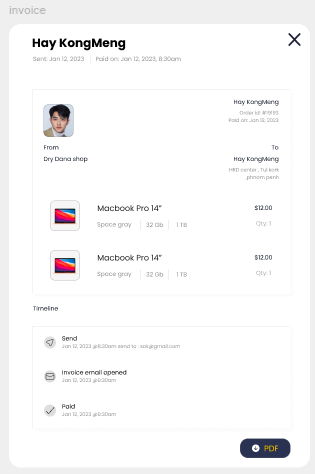 invoice
Hay KongMeng
Sent: Jan 12, 2023 | Paid on: Jan 12, 2023, 8:30am
Hay KongMeng
Order Id: #19193
Paid on: Jan 12, 2023
From
To
Dry Dana shop
Hay KongMeng
HRD center , Tul kork
phnom penh
Macbook Pro 14"
$12.00
Space gray | 32 Gb | 1 TB
Qty: 1
Macbook Pro 14"
$12.00
Space gray | 32 Gb | 1 TB
Qty: 1
Timeline
Send
Jan 12, 2023 @8:30am send to : sok@gmail.com
Invoice email opened
Jan 12, 2023 @9:30am
Paid
Jan 12, 2023 @9:30am
PDF